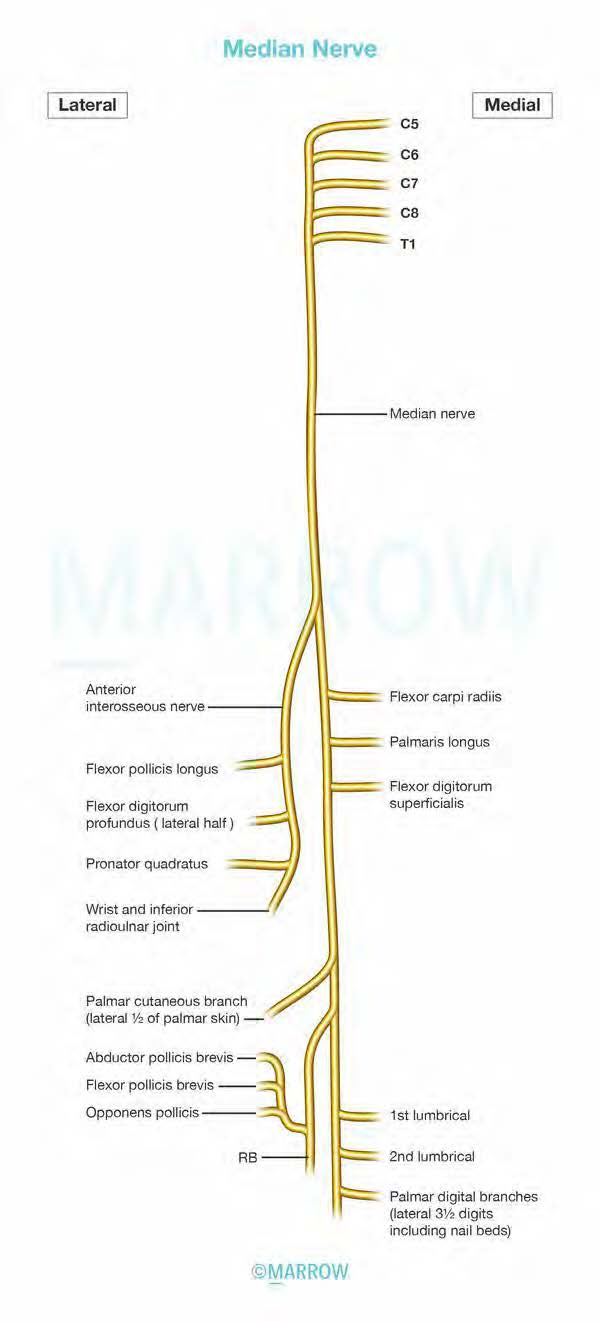 Median Nerve
Lateral
Medial
C5
C6
C7
C8
T1
Median nerve
MARROW
Anterior
interosseous nerve
Flexor carpi radiis
Palmaris longus
Flexor pollicis longus
Flexor digitorum
superficialis
Flexor digitorum
profundus ( lateral half )
Pronator quadratus
Wrist and inferior
radioulnar joint
Palmar cutaneous branch
(lateral ½ of palmar skin)
Abductor pollicis brevis
Flexor pollicis brevis
Opponens pollicis
1st lumbrical
RB
2nd lumbrical
Palmar digital branches
(lateral 3½ digits
including nail beds)
©MARROW